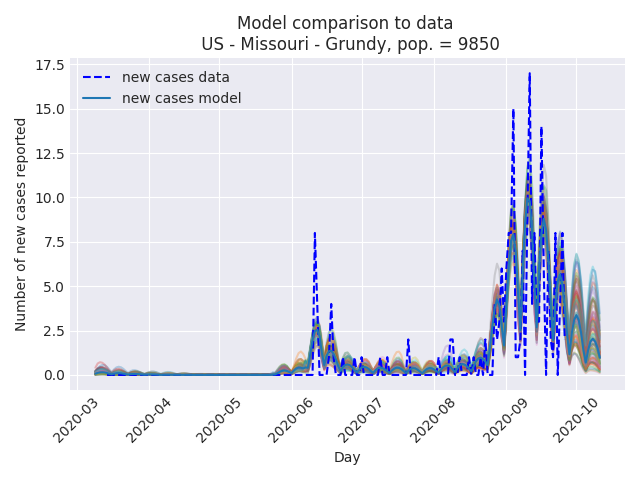 Model comparison to data
US - Missouri - Grundy, pop. = 9850
new cases data
new cases model
Number of new cases reported
17.5
15.0
12.5
10.0
7.5
5.0
2.5
0.0
2020-03
2020-04
2020-05
2020-06
2020-07
2020-08
2020-09
2020-10
Day